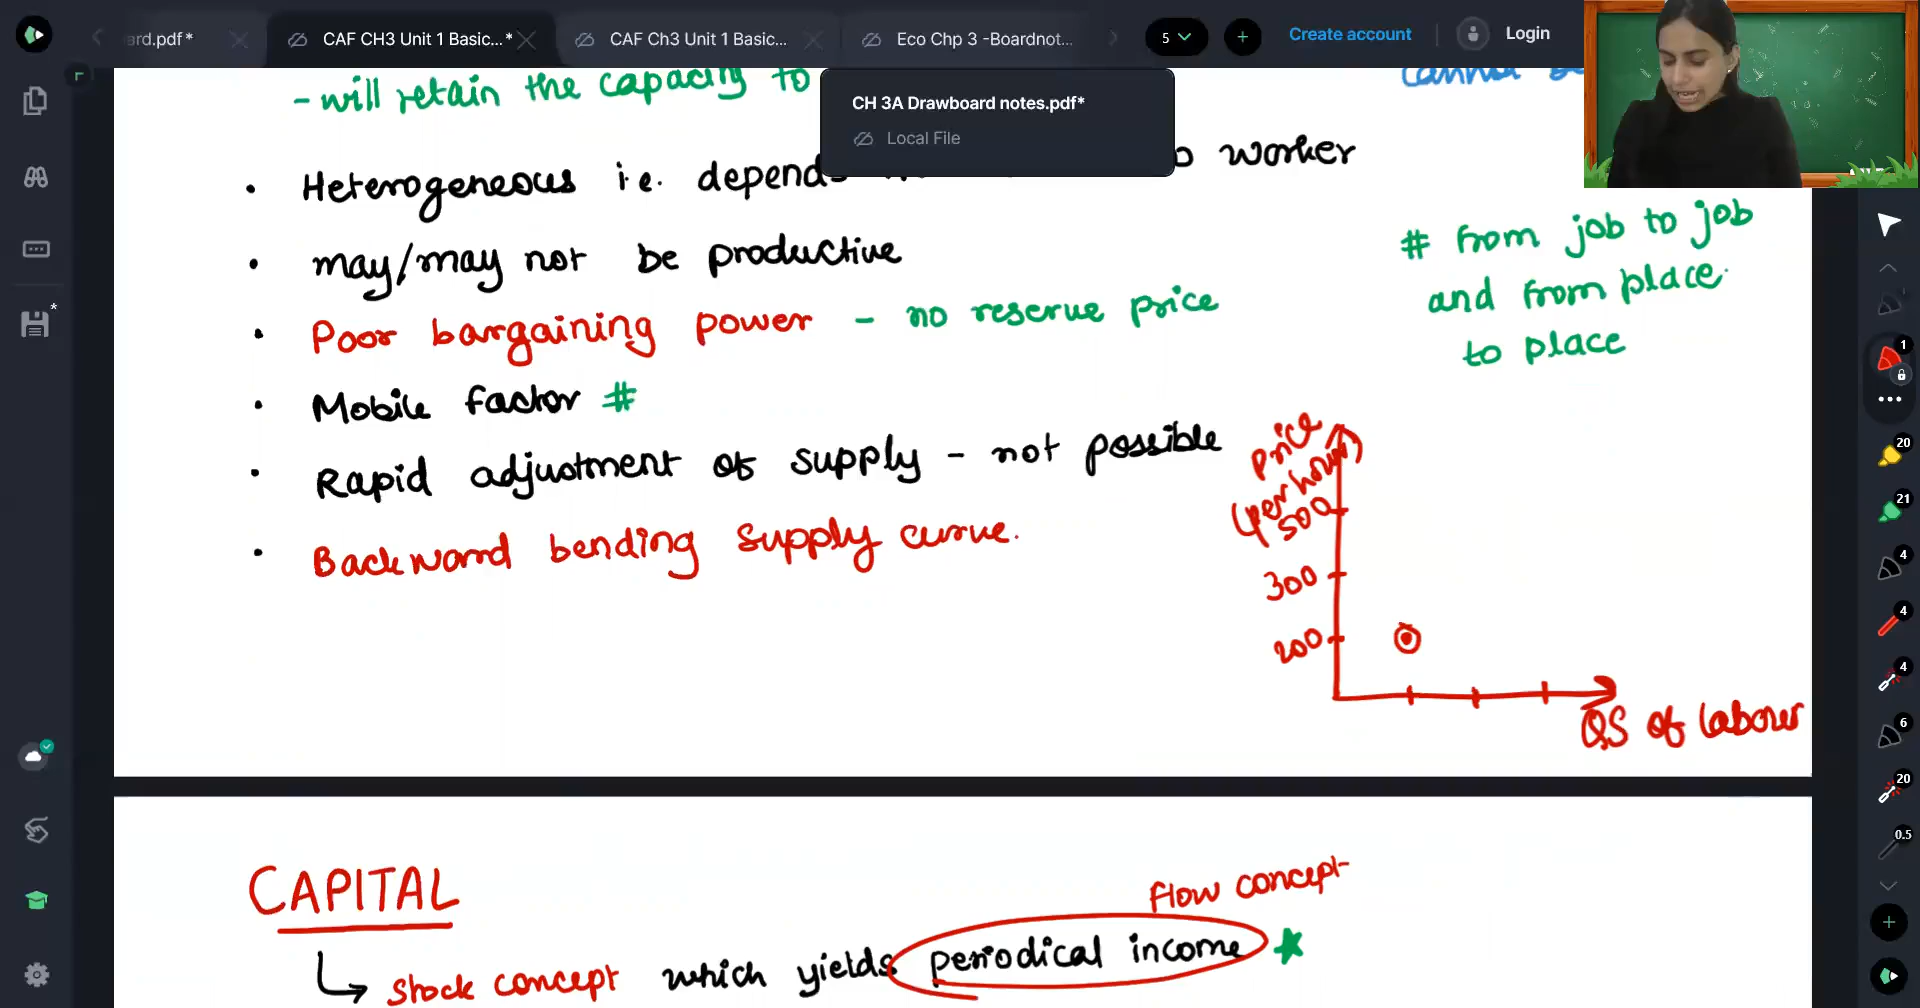 ard.pdf*
CAF CH3 Unit 1 Basic...*
CAF Ch3 Unit 1 Basic...
Eco Chp 3 -Boardnot...
5
Create account
Login
CH 3A Drawboard notes.pdf*
Local File
- will retain the capacity to
cannot
• Heterogeneous i.e. depends worker
• may/may not be productive
# from job to job
and from place
to place
• Poor bargaining power - no reserve price
• Mobile factor #
• Rapid adjustment of supply - not possible
• Backward bending supply curve.
Price
(per hour)
500
300
200
QS of labour
CAPITAL
flow concept
stock concept which yields periodical income
1
20
21
4
4
4
6
20
0.5